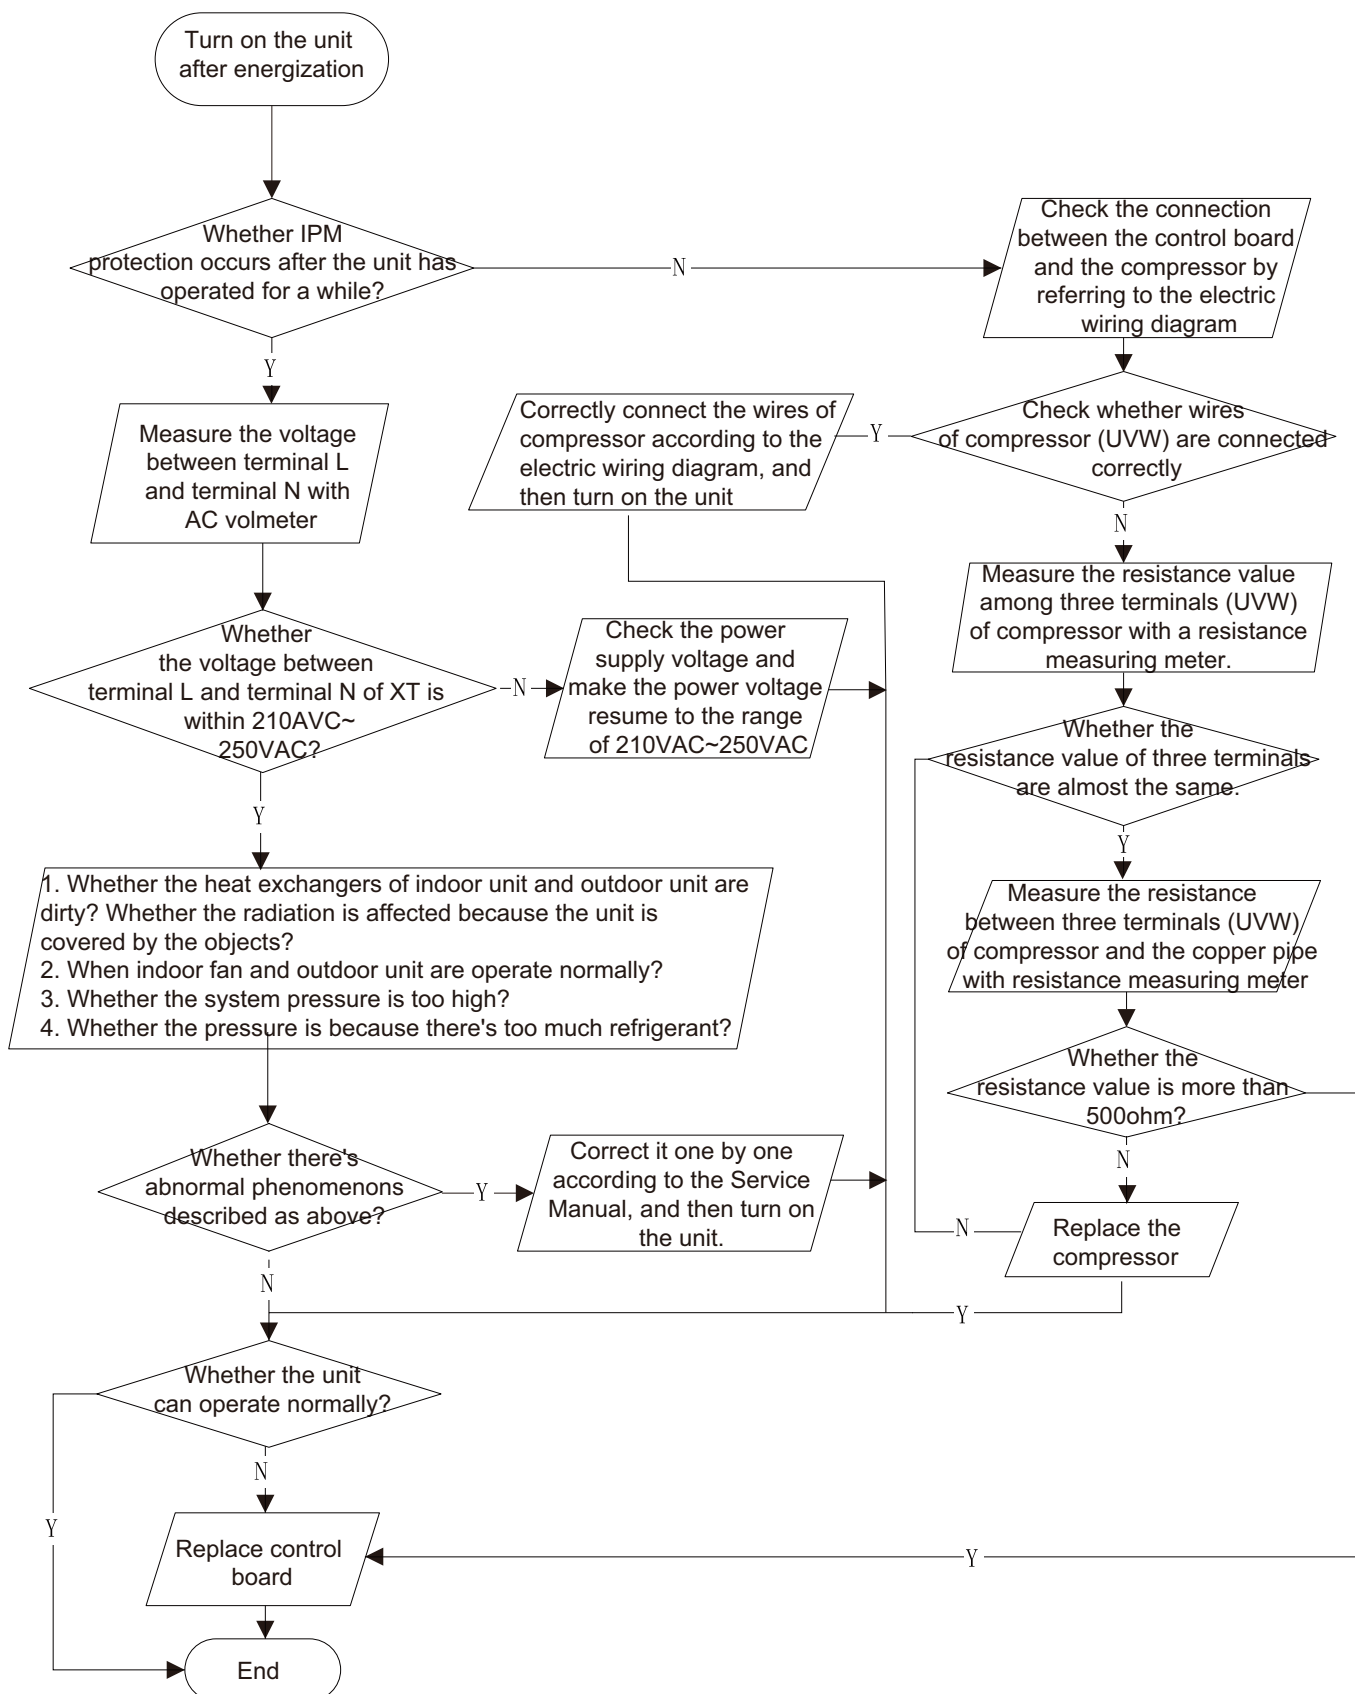 Turn on the unit
after energization
Whether IPM
protection occurs after the unit has
operated for a while?
N
Check the connection
between the control board
and the compressor by
referring to the electric
wiring diagram
Y
Measure the voltage
between terminal L
and terminal N with
AC volmeter
Correctly connect the wires of
compressor according to the
electric wiring diagram, and
then turn on the unit
Y
Check whether wires
of compressor (UVW) are connected
correctly
N
Measure the resistance value
among three terminals (UVW)
of compressor with a resistance
measuring meter.
Whether
the voltage between
terminal L and terminal N of XT is
within 210AVC~
250VAC?
N
Check the power
supply voltage and
make the power voltage
resume to the range
of 210VAC~250VAC
Whether the
resistance value of three terminals
are almost the same.
Y
Y
1. Whether the heat exchangers of indoor unit and outdoor unit are
dirty? Whether the radiation is affected because the unit is
covered by the objects?
2. When indoor fan and outdoor unit are operate normally?
3. Whether the system pressure is too high?
4. Whether the pressure is because there's too much refrigerant?
Measure the resistance
between three terminals (UVW)
of compressor and the copper pipe
with resistance measuring meter
Whether the
resistance value is more than
500ohm?
N
Whether there's
abnormal phenomenons
described as above?
Y
Correct it one by one
according to the Service
Manual, and then turn on
the unit.
N
Replace the
compressor
N
Y
Whether the unit
can operate normally?
N
Y
Replace control
board
Y
End